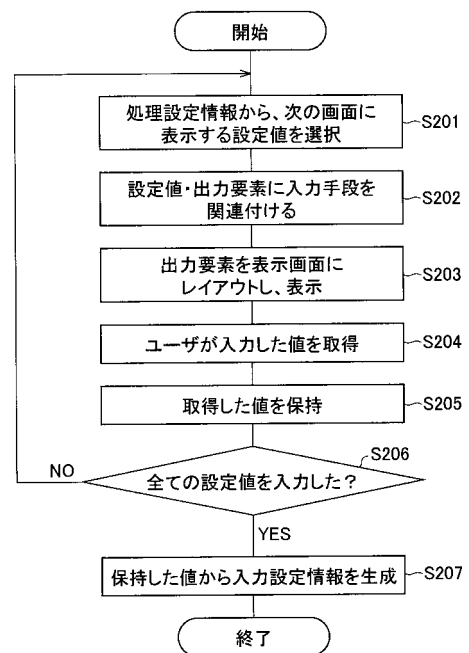 開始
処理設定情報から、次の画面に
表示する設定値を選択
S201
設定値・出力要素に入力手段を
関連付ける
S202
出力要素を表示画面に
レイアウトし、表示
S203
ユーザが入力した値を取得
S204
取得した値を保持
S205
全ての設定値を入力した？
S206
NO
YES
保持した値から入力設定情報を生成
S207
終了